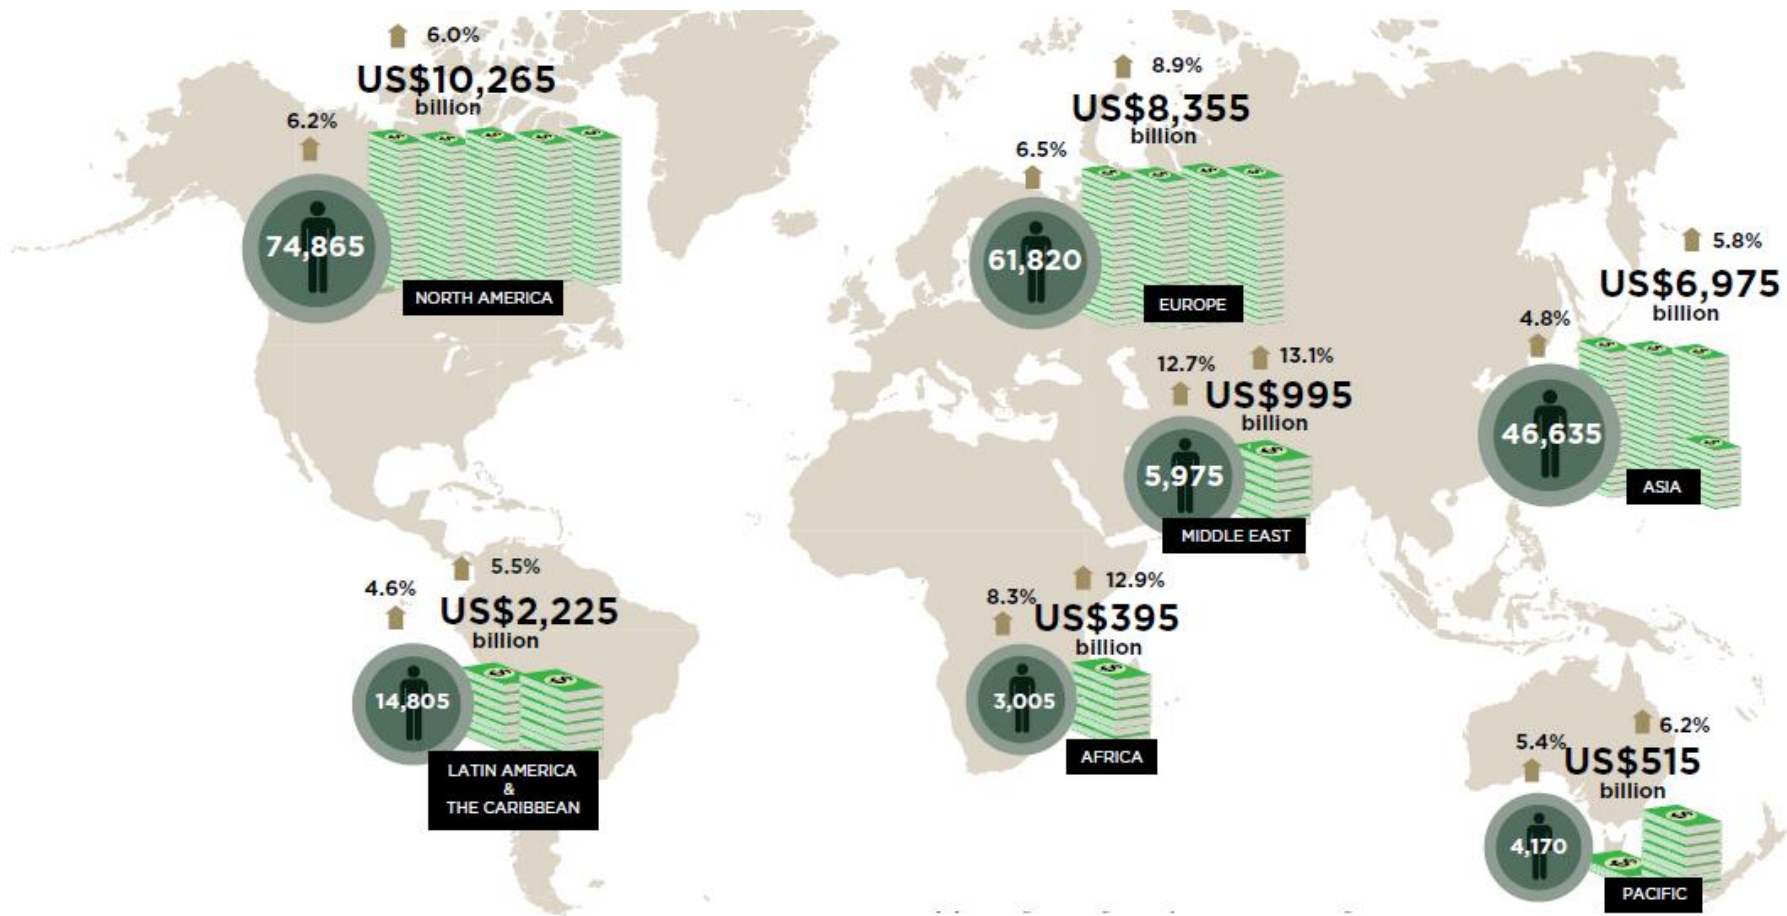 6.0%
US$10,265
billion
6.2%
74,865
NORTH AMERICA
8.9%
US$8,355
billion
6.5%
61,820
EUROPE
5.8%
US$6,975
billion
4.8%
46,635
ASIA
13.1%
12.7%
US$995
billion
5,975
MIDDLE EAST
5.5%
4.6%
US$2,225
billion
14,805
LATIN AMERICA
&
THE CARIBBEAN
12.9%
8.3%
US$395
billion
3,005
AFRICA
6.2%
5.4%
US$515
billion
4,170
PACIFIC